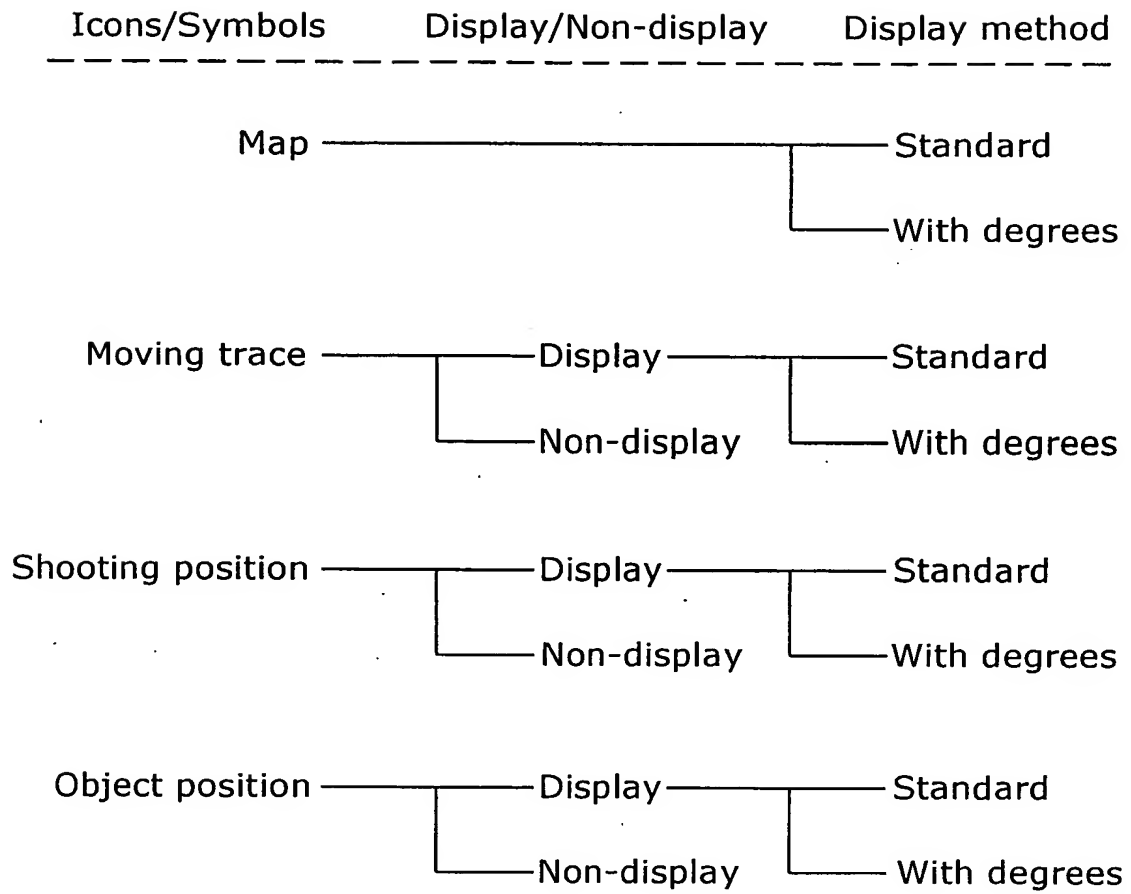 Icons/Symbols Display/Non-display Display method
Map Standard
With degrees
Moving trace Display Standard
Non-display With degrees
Shooting position Display Standard
Non-display With degrees
Object position Display Standard
Non-display With degrees